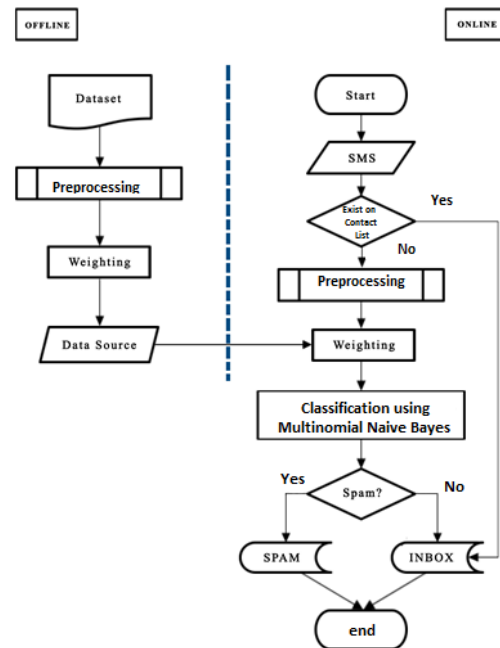 OFFLINE
ONLINE
Dataset
Preprocessing
Weighting
Data Source
Start
SMS
Exist on
Contact
List
Yes
No
Preprocessing
Weighting
Classification using
Multinomial Naive Bayes
Spam?
Yes
No
SPAM
INBOX
end